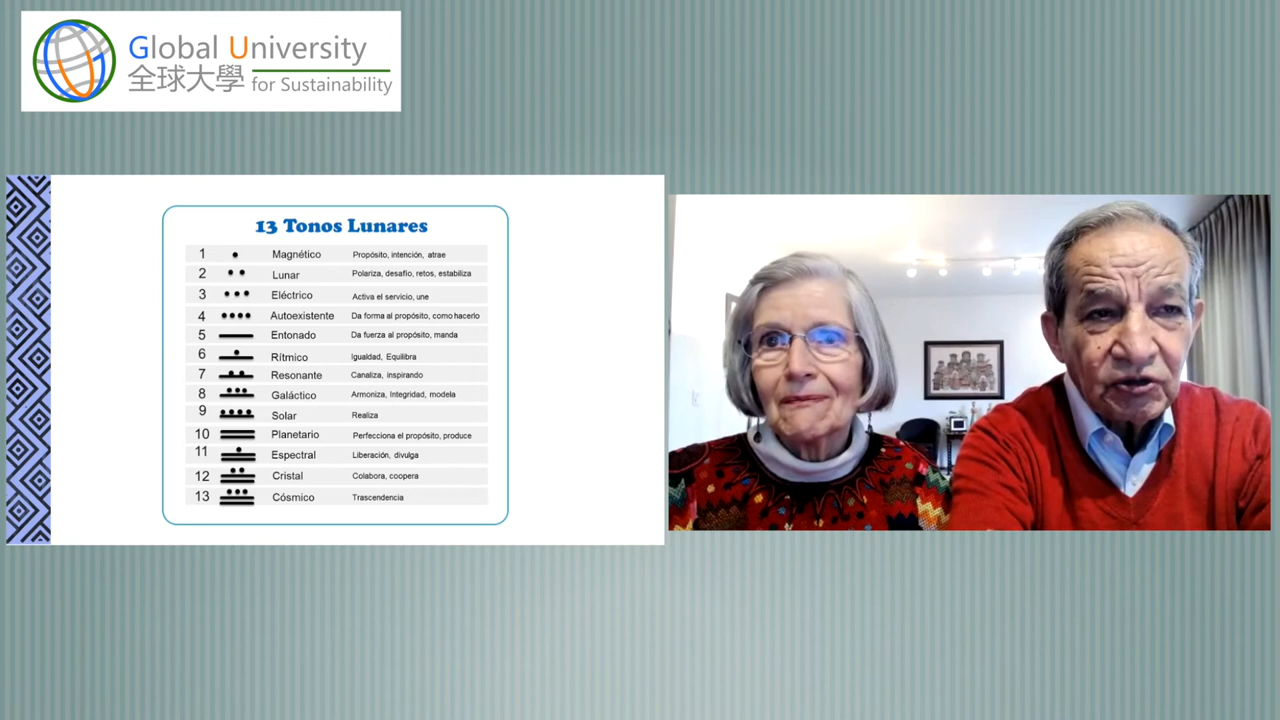 Global University
全球大學 for Sustainability
13 Tonos Lunares
1 Magnético Propósito, intención, atrae
2 Lunar Polariza, desafío, retos, estabiliza
3 Eléctrico Activa el servicio, une
4 Autoexistente Da forma al propósito, como hacerlo
5 Entonado Da fuerza al propósito, manda
6 Rítmico Igualdad, Equilibra
7 Resonante Canaliza, inspirando
8 Galáctico Armoniza, Integridad, modela
9 Solar Realiza
10 Planetario Perfecciona el propósito, produce
11 Espectral Liberación, divulga
12 Cristal Colabora, coopera
13 Cósmico Trascendencia